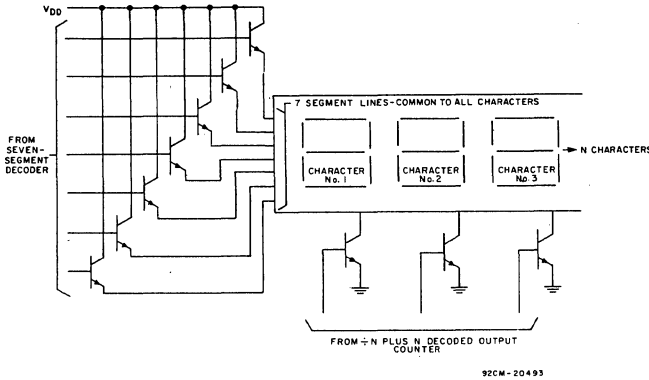 VDD
7 SEGMENT LINES-COMMON TO ALL CHARACTERS
FROM
SEVEN-
SEGMENT
DECODER
CHARACTER
No. 1
CHARACTER
No. 2
CHARACTER
No. 3
N CHARACTERS
FROM ÷ N PLUS N DECODED OUTPUT
COUNTER
92CM-20493